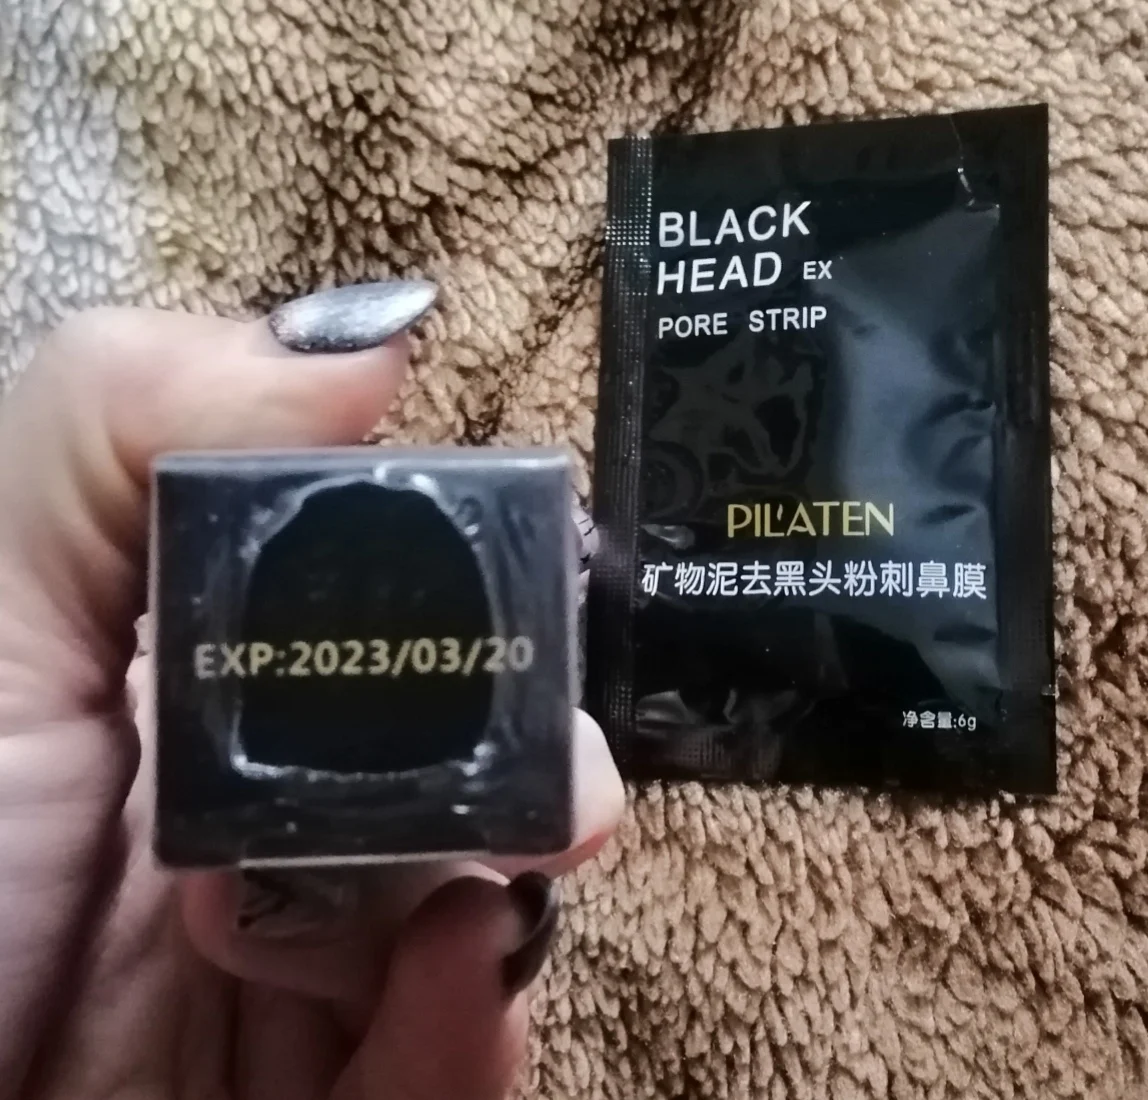 BLACK
HEAD EX
PORE STRIP
PIL'ATEN
矿物泥去黑头粉刺鼻膜
净含量:6g
EXP:2023/03/20